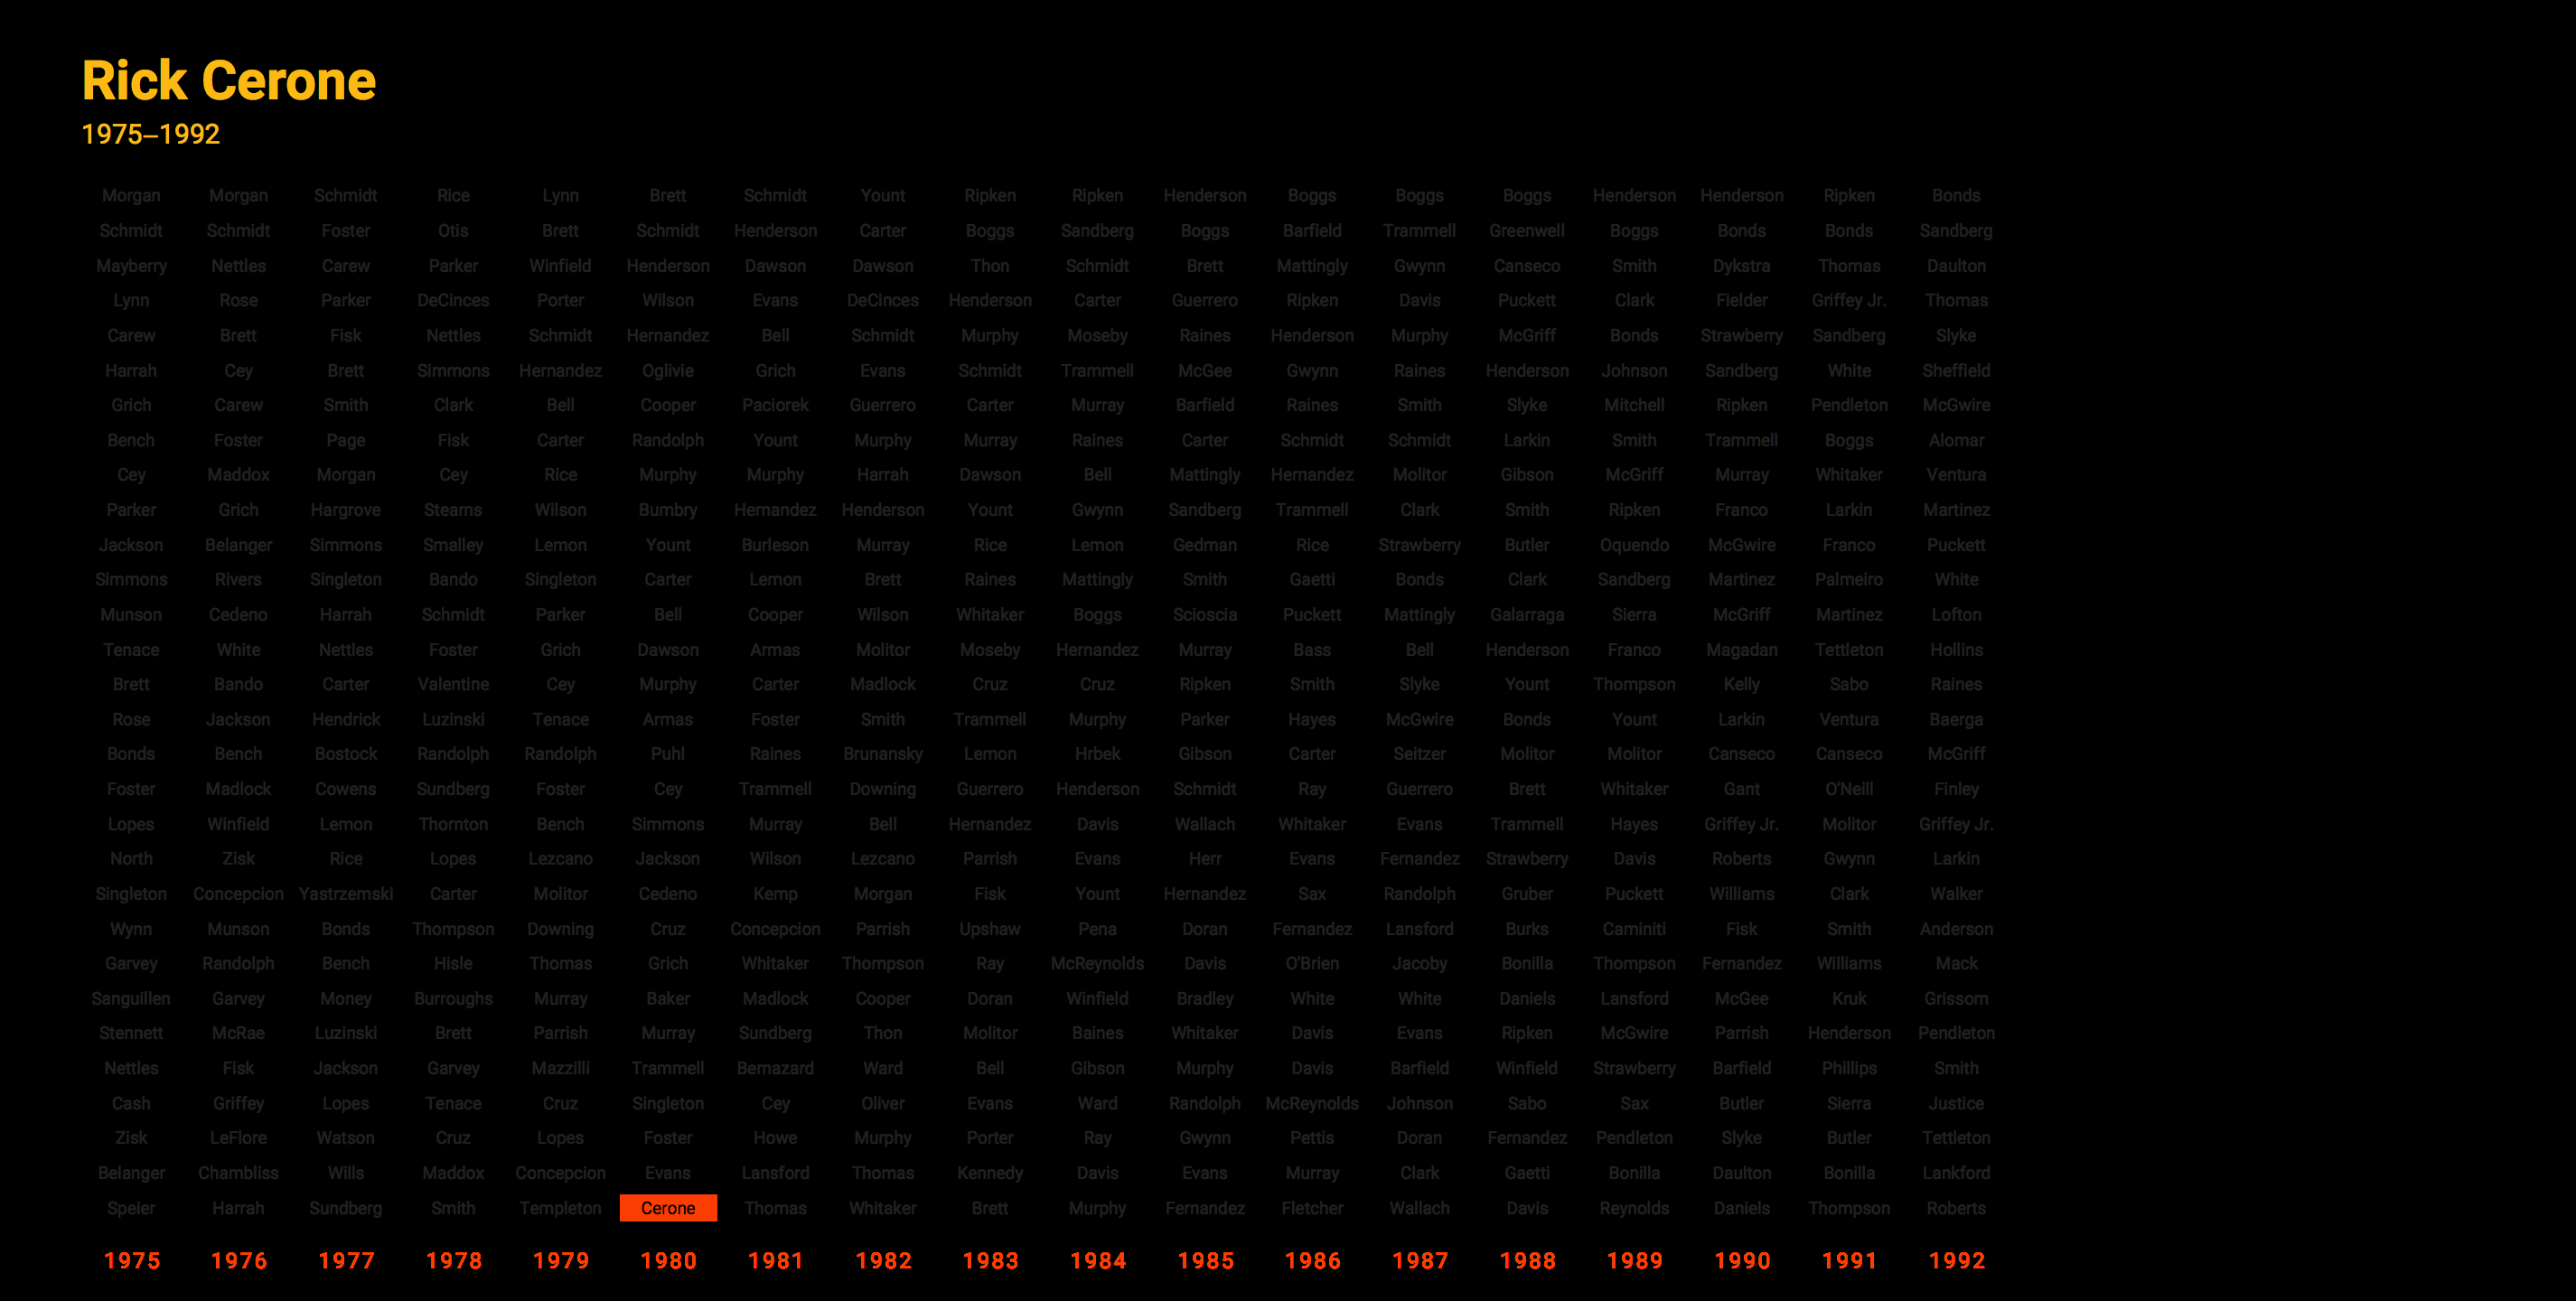 Rick Cerone
1975–1992
Morgan Morgan Schmidt Rice Lynn Brett Schmidt Yount Ripken Ripken Henderson Boggs Boggs Boggs Henderson Henderson Ripken Bonds
Schmidt Schmidt Foster Otis Brett Schmidt Henderson Carter Boggs Sandberg Boggs Barfield Trammell Greenwell Boggs Bonds Bonds Sandberg
Mayberry Nettles Carew Parker Winfield Henderson Dawson Dawson Thon Schmidt Brett Mattingly Gwynn Canseco Smith Dykstra Thomas Daulton
Lynn Rose Parker DeCinces Porter Wilson Evans DeCinces Henderson Carter Guerrero Ripken Davis Puckett Clark Fielder Griffey Jr. Thomas
Carew Brett Fisk Nettles Schmidt Hernandez Bell Schmidt Murphy Moseby Raines Henderson Murphy McGriff Bonds Strawberry Sandberg Slyke
Harrah Cey Brett Simmons Hernandez Oglivie Grich Evans Schmidt Trammell McGee Gwynn Raines Henderson Johnson Sandberg White Sheffield
Grich Carew Smith Clark Bell Cooper Paciorek Guerrero Carter Murray Barfield Raines Smith Slyke Mitchell Ripken Pendleton McGwire
Bench Foster Page Fisk Carter Randolph Yount Murphy Murray Raines Carter Schmidt Schmidt Larkin Smith Trammell Boggs Alomar
Cey Maddox Morgan Cey Rice Murphy Murphy Harrah Dawson Bell Mattingly Hernandez Molitor Gibson McGriff Murray Whitaker Ventura
Parker Grich Hargrove Stearns Wilson Bumbry Hernandez Henderson Yount Gwynn Sandberg Trammell Clark Smith Ripken Franco Larkin Martinez
Jackson Belanger Simmons Smalley Lemon Yount Burleson Murray Rice Lemon Gedman Rice Strawberry Butler Oquendo McGwire Franco Puckett
Simmons Rivers Singleton Bando Singleton Carter Lemon Brett Raines Mattingly Smith Gaetti Bonds Clark Sandberg Martinez Palmeiro White
Munson Cedeno Harrah Schmidt Parker Bell Cooper Wilson Whitaker Boggs Scioscia Puckett Mattingly Galarraga Sierra McGriff Martinez Lofton
Tenace White Nettles Foster Grich Dawson Armas Molitor Moseby Hernandez Murray Bass Bell Henderson Franco Magadan Tettleton Hollins
Brett Bando Carter Valentine Cey Murphy Carter Madlock Cruz Cruz Ripken Smith Slyke Yount Thompson Kelly Sabo Raines
Rose Jackson Hendrick Luzinski Tenace Armas Foster Smith Trammell Murphy Parker Hayes McGwire Bonds Yount Larkin Ventura Baerga
Bonds Bench Bostock Randolph Randolph Puhl Raines Brunansky Lemon Hrbek Gibson Carter Seitzer Molitor Molitor Canseco Canseco McGriff
Foster Madlock Cowens Sundberg Foster Cey Trammell Downing Guerrero Henderson Schmidt Ray Guerrero Brett Whitaker Gant O'Neill Finley
Lopes Winfield Lemon Thornton Bench Simmons Murray Bell Hernandez Davis Wallach Whitaker Evans Trammell Hayes Griffey Jr. Molitor Griffey Jr.
North Zisk Rice Lopes Lezcano Jackson Wilson Lezcano Parrish Evans Herr Evans Fernandez Strawberry Davis Roberts Gwynn Larkin
Singleton Concepcion Yastrzemski Carter Molitor Cedeno Kemp Morgan Fisk Yount Hernandez Sax Randolph Gruber Puckett Williams Clark Walker
Wynn Munson Bonds Thompson Downing Cruz Concepcion Parrish Upshaw Pena Doran Fernandez Lansford Burks Caminiti Fisk Smith Anderson
Garvey Randolph Bench Hisle Thomas Grich Whitaker Thompson Ray McReynolds Davis O'Brien Jacoby Bonilla Thompson Fernandez Williams Mack
Sanguillen Garvey Money Burroughs Murray Baker Madlock Cooper Doran Winfield Bradley White White Daniels Lansford McGee Kruk Grissom
Stennett McRae Luzinski Brett Parrish Murray Sundberg Thon Molitor Baines Whitaker Davis Evans Ripken McGwire Parrish Henderson Pendleton
Nettles Fisk Jackson Garvey Mazzilli Trammell Bernazard Ward Bell Gibson Murphy Davis Barfield Winfield Strawberry Barfield Phillips Smith
Cash Griffey Lopes Tenace Cruz Singleton Cey Oliver Evans Ward Randolph McReynolds Johnson Sabo Sax Butler Sierra Justice
Zisk LeFlore Watson Cruz Lopes Foster Howe Murphy Porter Ray Gwynn Pettis Doran Fernandez Pendleton Slyke Butler Tettleton
Belanger Chambliss Wills Maddox Concepcion Evans Lansford Thomas Kennedy Davis Evans Murray Clark Gaetti Bonilla Daulton Bonilla Lankford
Speier Harrah Sundberg Smith Templeton Cerone Thomas Whitaker Brett Murphy Fernandez Fletcher Wallach Davis Reynolds Daniels Thompson Roberts
1975 1976 1977 1978 1979 1980 1981 1982 1983 1984 1985 1986 1987 1988 1989 1990 1991 1992